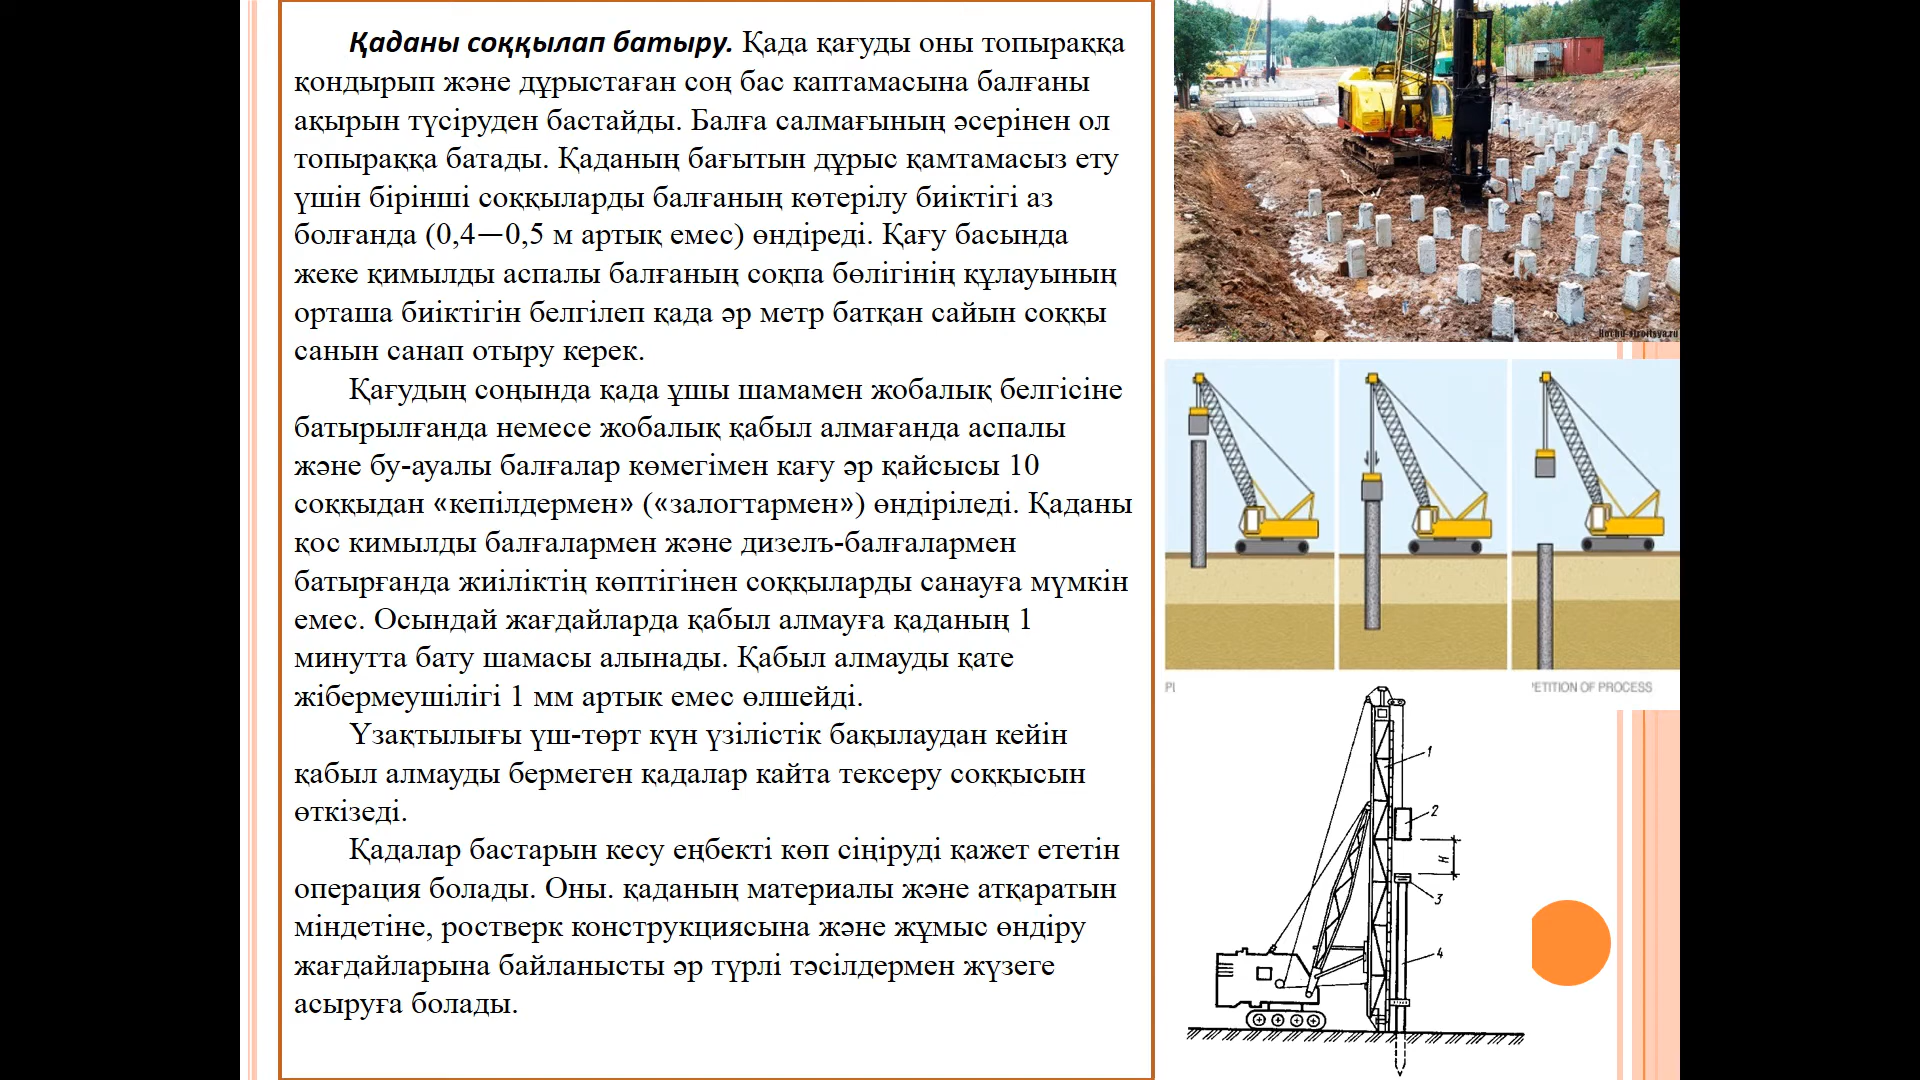 Қаданы соққылап батыру. Қада қағуды оны топыраққа
қондырып және дұрыстаған соң бас каптамасына балғаны
ақырын түсіруден бастайды. Балға салмағының әсерінен ол
топыраққа батады. Қаданың бағытын дұрыс қамтамасыз ету
үшін бірінші соққыларды балғаның көтерілу биіктігі аз
болғанда (0,4—0,5 м артық емес) өндіреді. Қағу басында
жеке қимылды аспалы балғаның соқпа бөлігінің құлауының
орташа биіктігін белгілеп қада әр метр батқан сайын соққы
санын санап отыру керек.
Қағудың соңында қада ұшы шамамен жобалық белгісіне
батырылғанда немесе жобалық қабыл алмағанда аспалы
және бу-ауалы балғалар көмегімен кағу әр қайсысы 10
соққыдан «кепілдермен» («залогтармен») өндіріледі. Қаданы
қос кимылды балғалармен және дизелъ-балғалармен
батырғанда жиіліктің көптігінен соққыларды санауға мүмкін
емес. Осындай жағдайларда қабыл алмауға қаданың 1
минутта бату шамасы алынады. Қабыл алмауды қате
жібермеушілігі 1 мм артык емес өлшейді.
Ұзақтылығы үш-төрт күн үзілістік бақылаудан кейін
қабыл алмауды бермеген қадалар кайта тексеру соққысын
өткізеді.
Қадалар бастарын кесу еңбекті көп сіңіруді қажет ететін
операция болады. Оны. қаданың материалы және атқаратын
міндетіне, ростверк конструкциясына және жұмыс өндіру
жағдайларына байланысты әр түрлі тәсілдермен жүзеге
асыруға болады.
Hochu-stroitsya.ru
PI
ETITION OF PROCESS
1
2
H
3
4